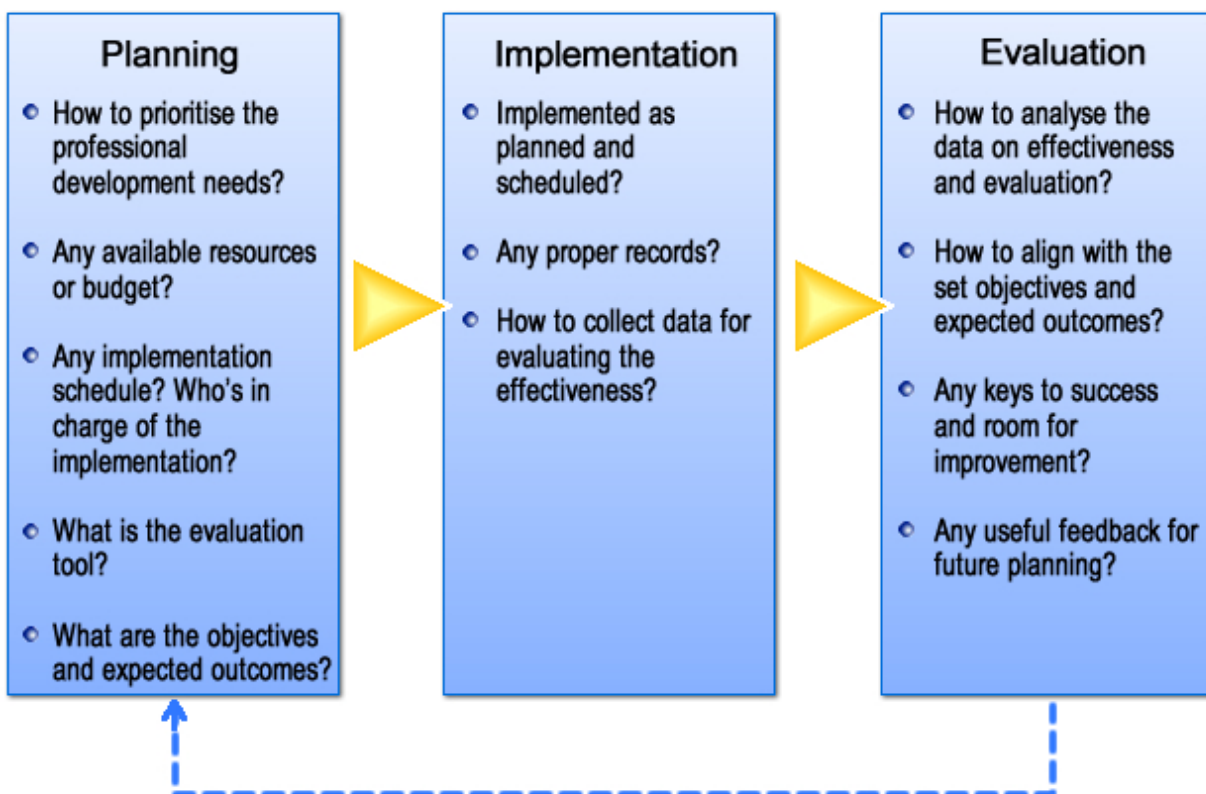 Planning
How to prioritise the
professional
development needs?
Any available resources
or budget?
Any implementation
schedule? Who's in
charge of the
implementation?
What is the evaluation
tool?
What are the objectives
and expected outcomes?
Implementation
Implemented as
planned and
scheduled?
Any proper records?
How to collect data for
evaluating the
effectiveness?
Evaluation
How to analyse the
data on effectiveness
and evaluation?
How to align with the
set objectives and
expected outcomes?
Any keys to success
and room for
improvement?
Any useful feedback for
future planning?